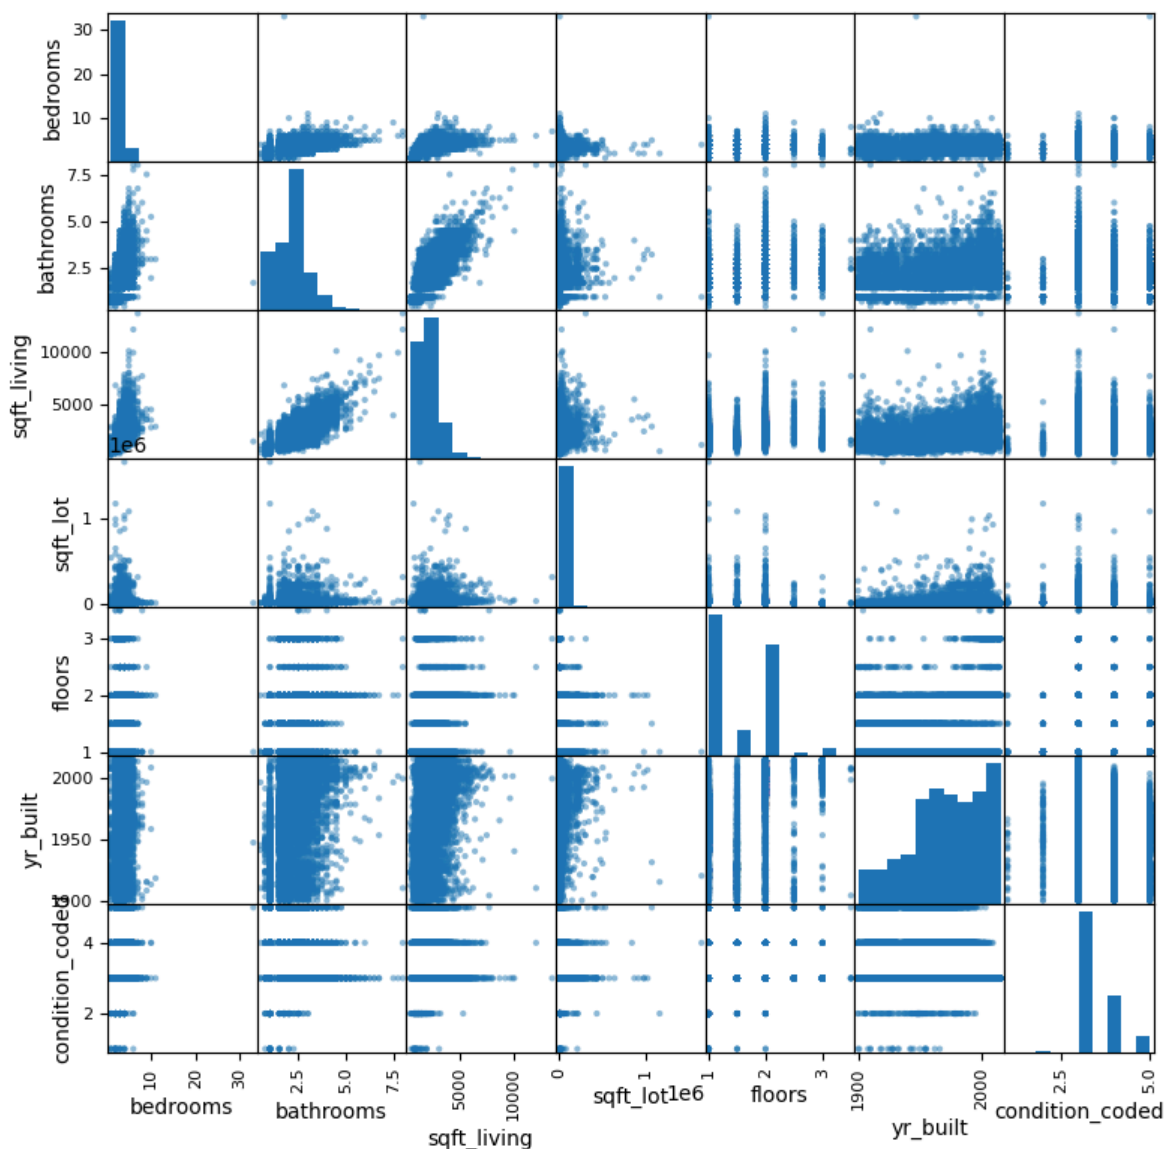 30
20
10
bedrooms
7.5
5.0
2.5
bathrooms
10000
5000
sqft_living
1e6
1
0
sqft_lot
3
2
1
floors
2000
1950
1900
yr_built
4
2
condition_coded
10 20 30
bedrooms
2.5 5.0 7.5
bathrooms
5000 10000
sqft_living
0 1
sqft_lot 1e6
1 2 3
floors
1900 2000
yr_built
2.5 5.0
condition_coded